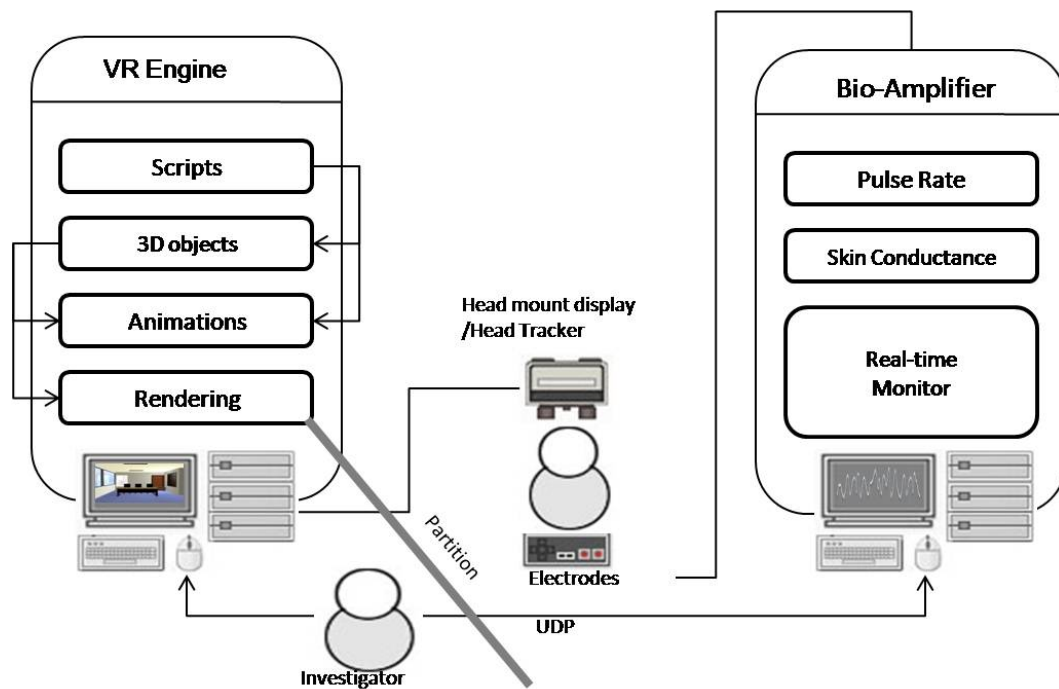 VR Engine
Scripts
3D objects
Animations
Rendering
Head mount display
/Head Tracker
Electrodes
Partition
UDP
Investigator
Bio-Amplifier
Pulse Rate
Skin Conductance
Real-time
Monitor